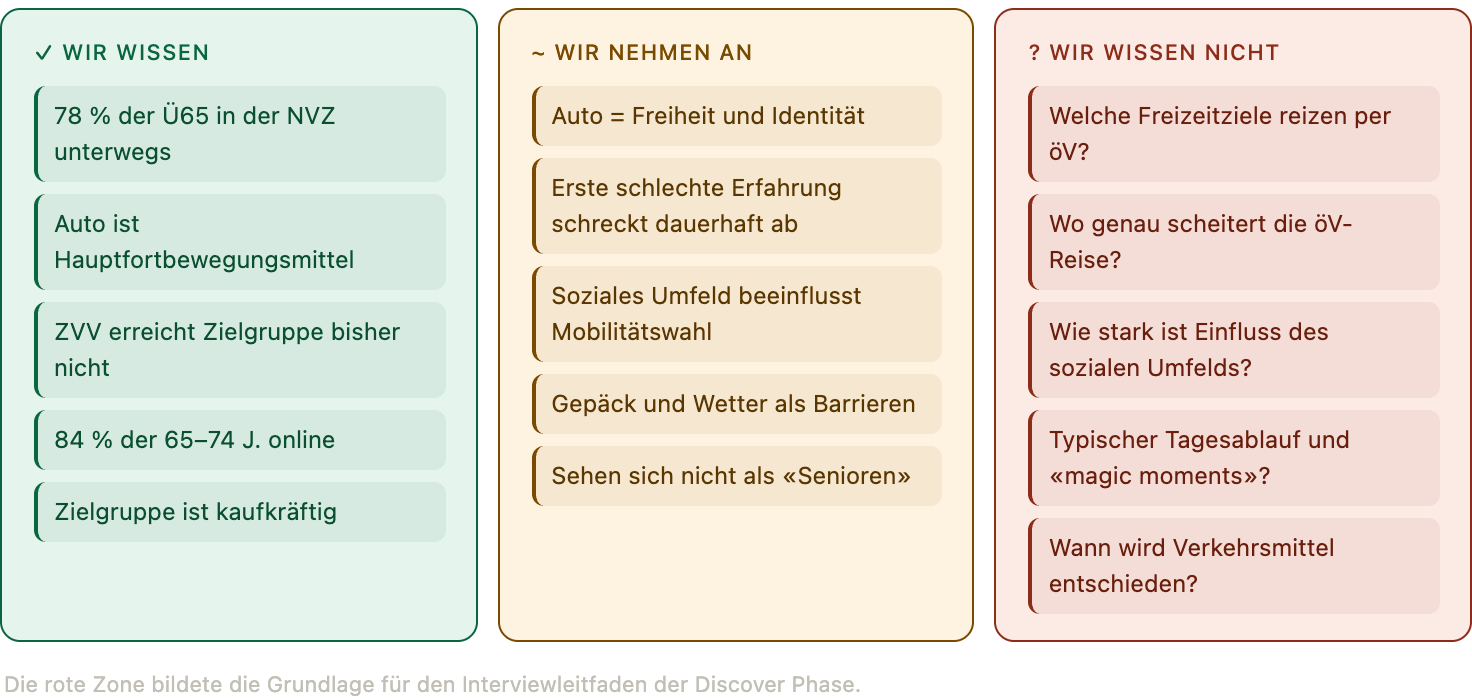 ✓ WIR WISSEN
78 % der Ü65 in der NVZ
unterwegs
Auto ist
Hauptfortbewegungsmittel
ZVV erreicht Zielgruppe bisher
nicht
84 % der 65–74 J. online
Zielgruppe ist kaufkräftig
~ WIR NEHMEN AN
Auto = Freiheit und Identität
Erste schlechte Erfahrung
schreckt dauerhaft ab
Soziales Umfeld beeinflusst
Mobilitätswahl
Gepäck und Wetter als Barrieren
Sehen sich nicht als «Senioren»
? WIR WISSEN NICHT
Welche Freizeitziele reizen per
öV?
Wo genau scheitert die öV-
Reise?
Wie stark ist Einfluss des
sozialen Umfelds?
Typischer Tagesablauf und
«magic moments»?
Wann wird Verkehrsmittel
entschieden?
Die rote Zone bildete die Grundlage für den Interviewleitfaden der Discover Phase.